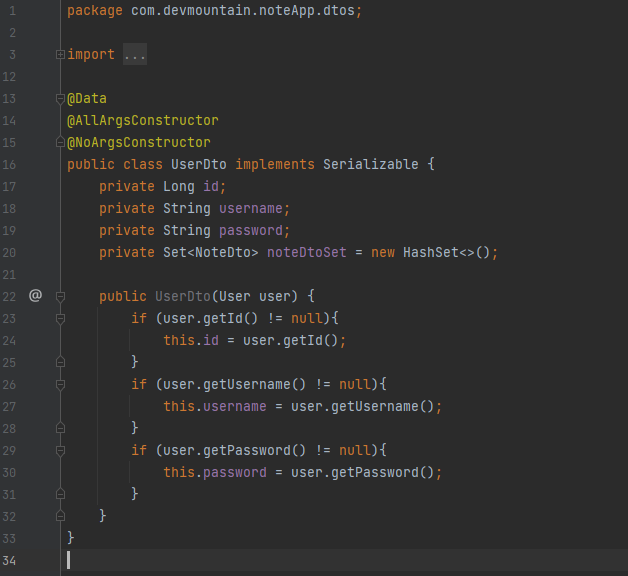 1 package com.devmountain.noteApp.dtos;
2
3 import ...
12
13 @Data
14 @AllArgsConstructor
15 @NoArgsConstructor
16 public class UserDto implements Serializable {
17     private Long id;
18     private String username;
19     private String password;
20     private Set<NoteDto> noteDtoSet = new HashSet<>();
21
22 @     public UserDto(User user) {
23         if (user.getId() != null){
24             this.id = user.getId();
25         }
26         if (user.getUsername() != null){
27             this.username = user.getUsername();
28         }
29         if (user.getPassword() != null){
30             this.password = user.getPassword();
31         }
32     }
33 }
34